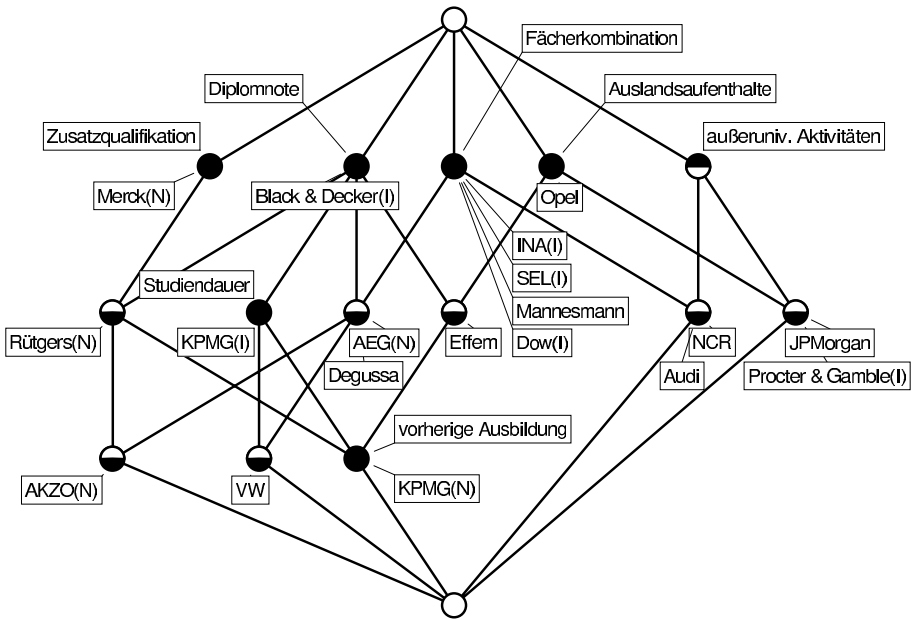 Fächerkombination
Diplomnote
Auslandsaufenthalte
Zusatzqualifikation
außeruniv. Aktivitäten
Merck(N)
Black & Decker(I)
Opel
INA(I)
SEL(I)
Studiendauer
Mannesmann
Rütgers(N)
KPMG(I)
AEG(N)
Effem
Dow(I)
NCR
JPMorgan
Degussa
Audi
Procter & Gamble(I)
vorherige Ausbildung
AKZO(N)
VW
KPMG(N)